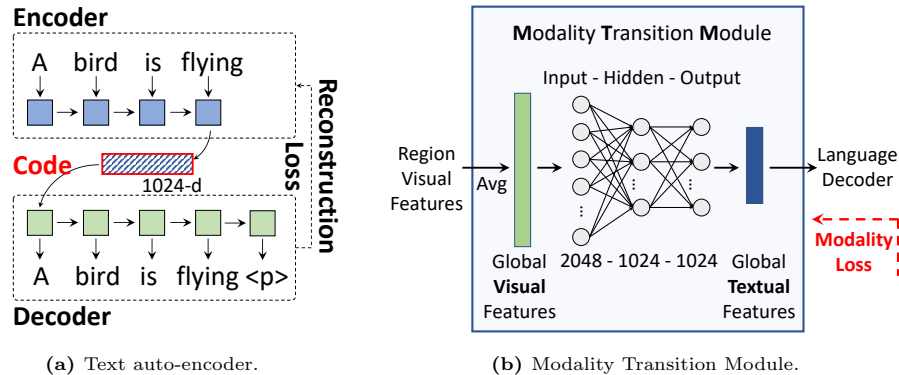 Encoder
A bird is flying
Code
1024-d
Reconstruction
Loss
A bird is flying <p>
Decoder
(a) Text auto-encoder.
Modality Transition Module
Input - Hidden - Output
Region
Visual
Features
Avg
Language
Decoder
Modality
Loss
Global
Visual
Features
2048 - 1024 - 1024
Global
Textual
Features
(b) Modality Transition Module.